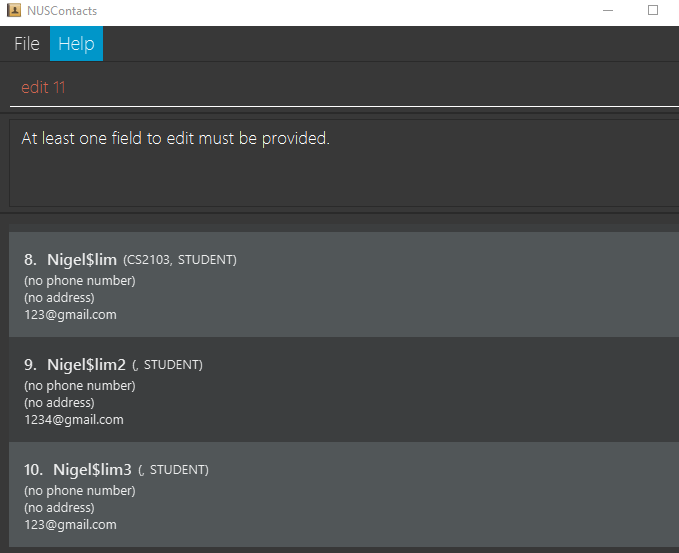 NUSContacts
File Help
edit 11
At least one field to edit must be provided.
8. Nigel$lim (CS2103, STUDENT)
(no phone number)
(no address)
123@gmail.com
9. Nigel$lim2 (, STUDENT)
(no phone number)
(no address)
1234@gmail.com
10. Nigel$lim3 (, STUDENT)
(no phone number)
(no address)
123@gmail.com